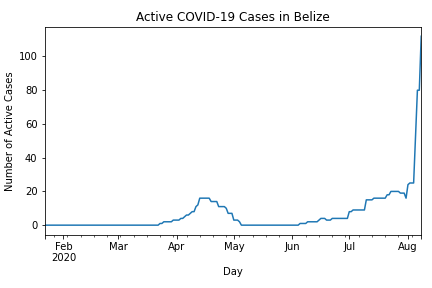 Active COVID-19 Cases in Belize
Number of Active Cases
100
80
60
40
20
0
Feb Mar Apr May Jun Jul Aug
2020
Day